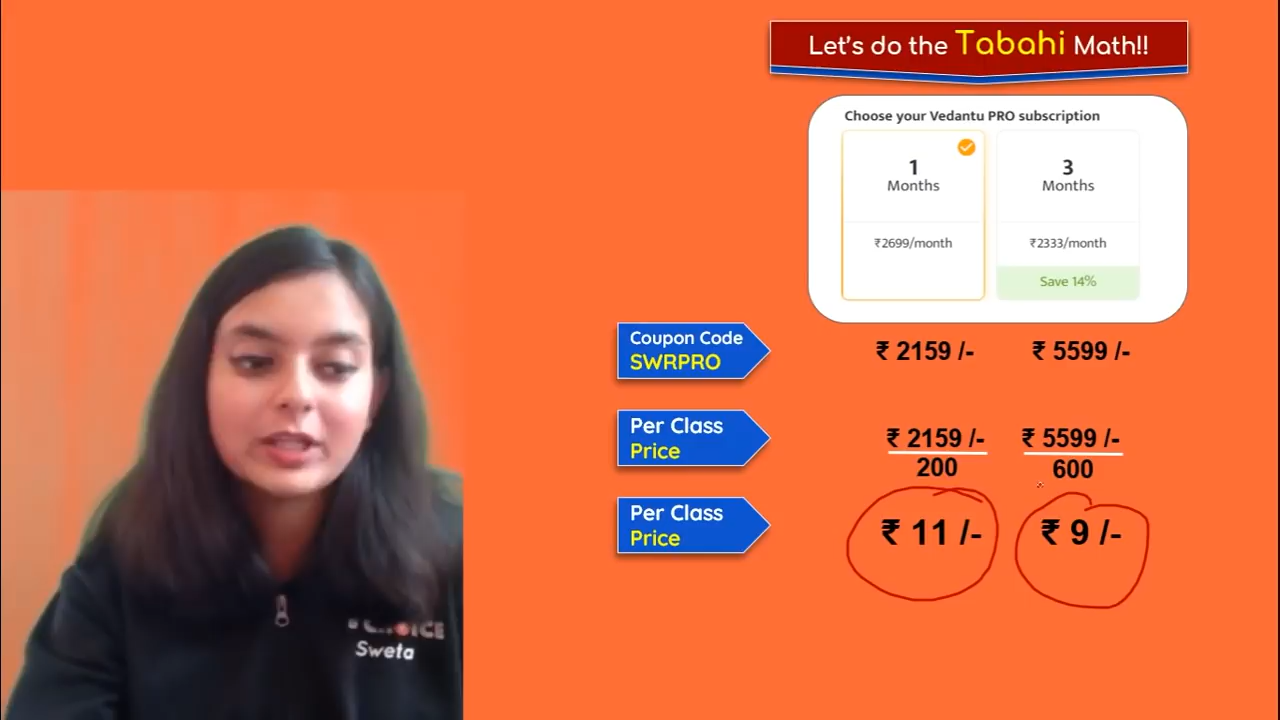 Let's do the Tabahi Math!!
Choose your Vedantu PRO subscription
1
Months
₹2699/month
3
Months
₹2333/month
Save 14%
Coupon Code
SWRPRO
₹ 2159 /-
₹ 5599 /-
Per Class
Price
₹ 2159 /-
200
₹ 5599 /-
600
Per Class
Price
₹ 11 /-
₹ 9 /-
Sweta